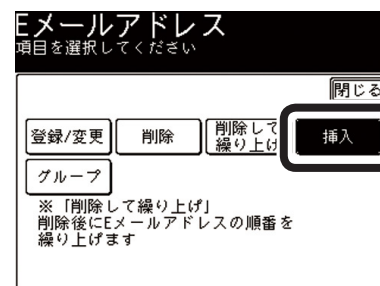 Eメールアドレス
項目を選択してください
閉じる
登録/変更
削除
削除して
繰り上げ
挿入
グループ
※「削除して繰り上げ」
削除後にEメールアドレスの順番を
繰り上げます